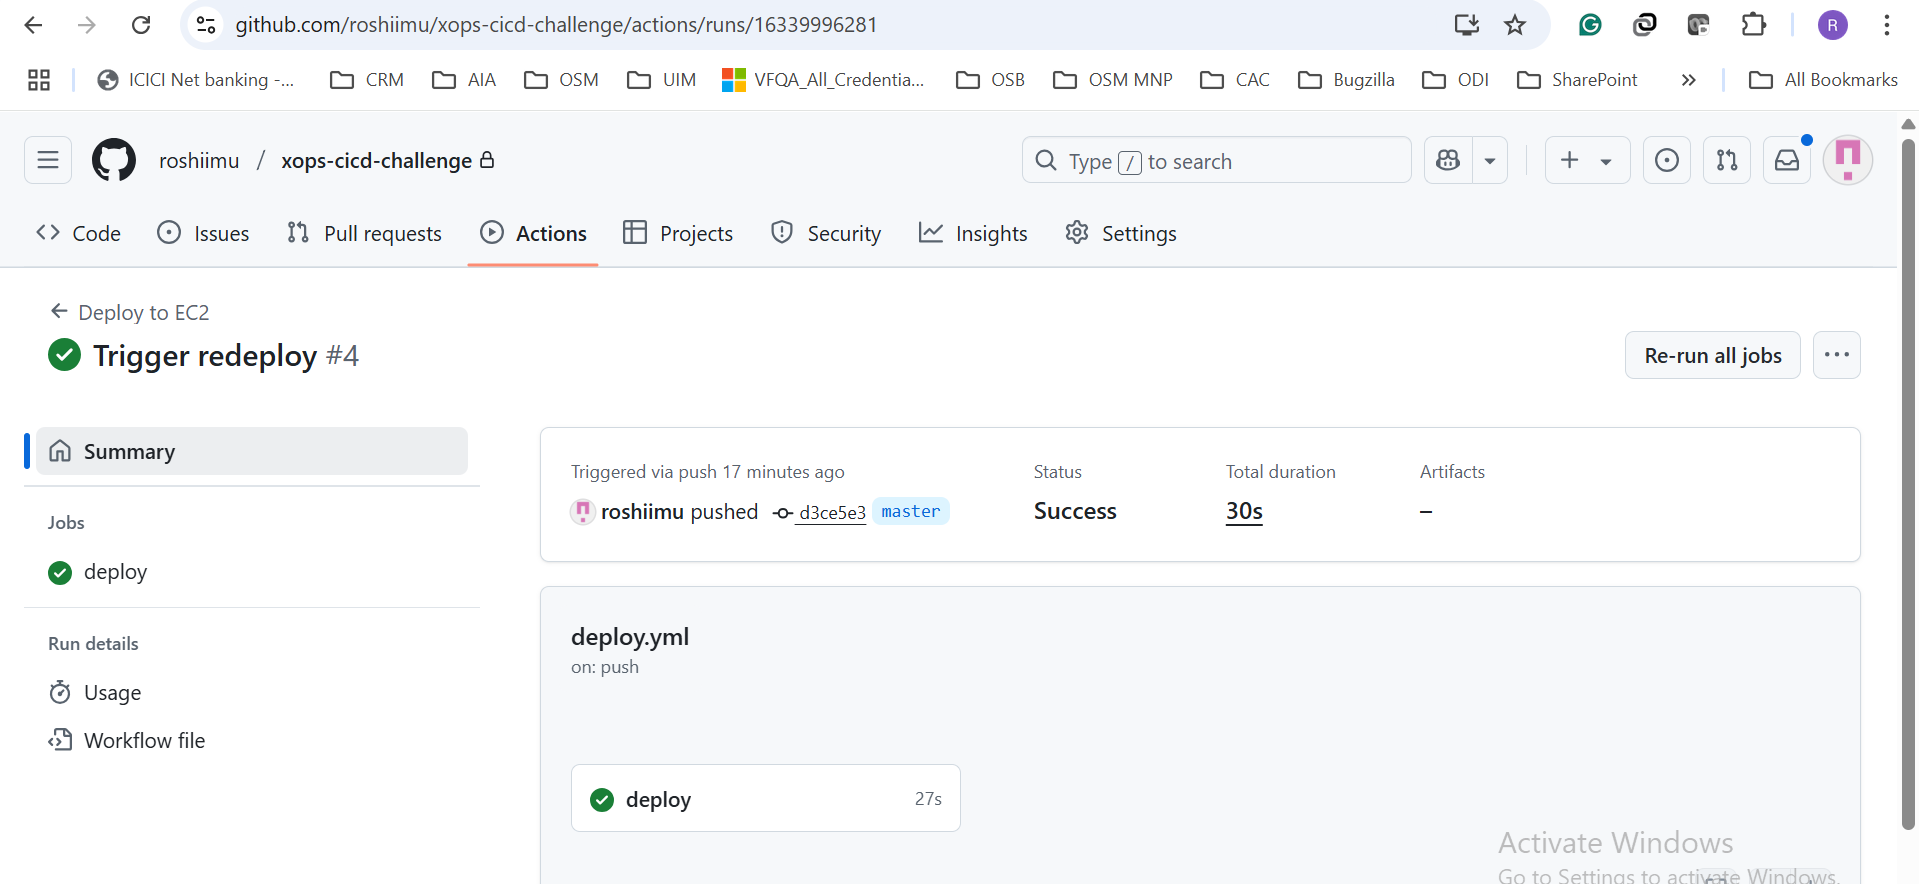 github.com/roshiimu/xops-cicd-challenge/actions/runs/16339996281
R
ICICI Net banking -... CRM AIA OSM UIM VFQA_All_Credentia... OSB OSM MNP CAC Bugzilla ODI SharePoint » All Bookmarks
roshiimu / xops-cicd-challenge
Type / to search
Code Issues Pull requests Actions Projects Security Insights Settings
Deploy to EC2
Trigger redeploy #4
Re-run all jobs
Summary
Jobs
deploy
Run details
Usage
Workflow file
Triggered via push 17 minutes ago
roshiimu pushed d3ce5e3 master
Status
Success
Total duration
30s
Artifacts
–
deploy.yml
on: push
deploy 27s
Activate Windows
Go to Settings to activate Windows.